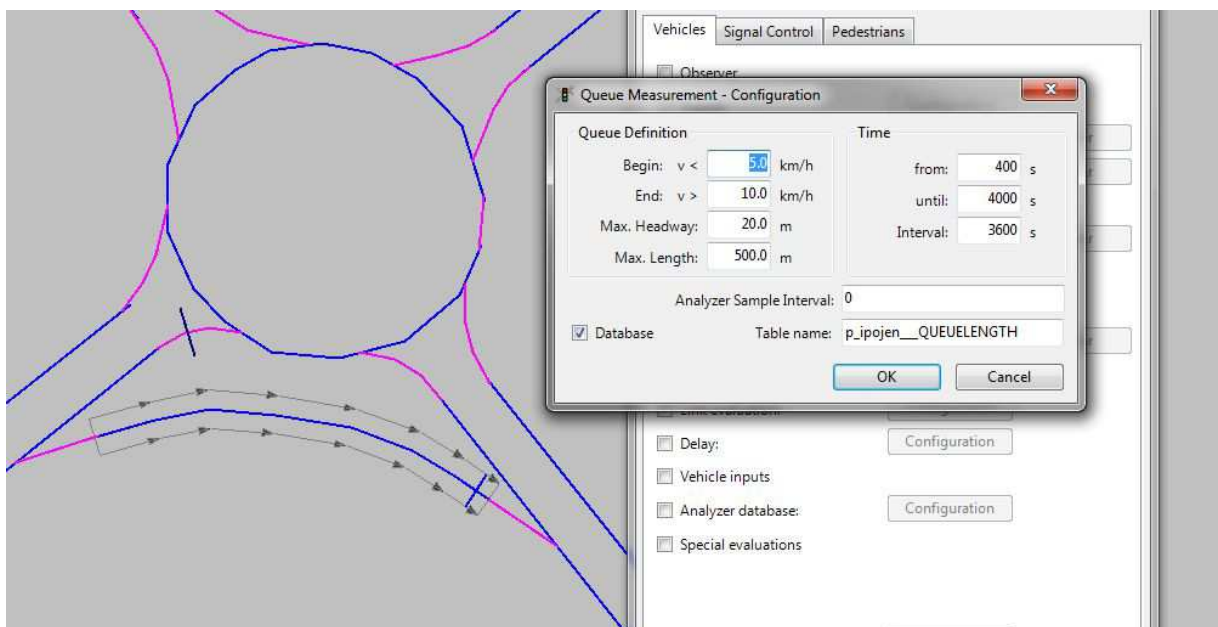 Vehicles Signal Control Pedestrians
Observer
Queue Measurement - Configuration
Queue Definition
Begin: v < 5.0 km/h
End: v > 10.0 km/h
Max. Headway: 20.0 m
Max. Length: 500.0 m
Time
from: 400 s
until: 4000 s
Interval: 3600 s
Analyzer Sample Interval: 0
Database Table name: p_ipojen__QUEUELENGTH
OK Cancel
Delay: Configuration
Vehicle inputs
Analyzer database: Configuration
Special evaluations